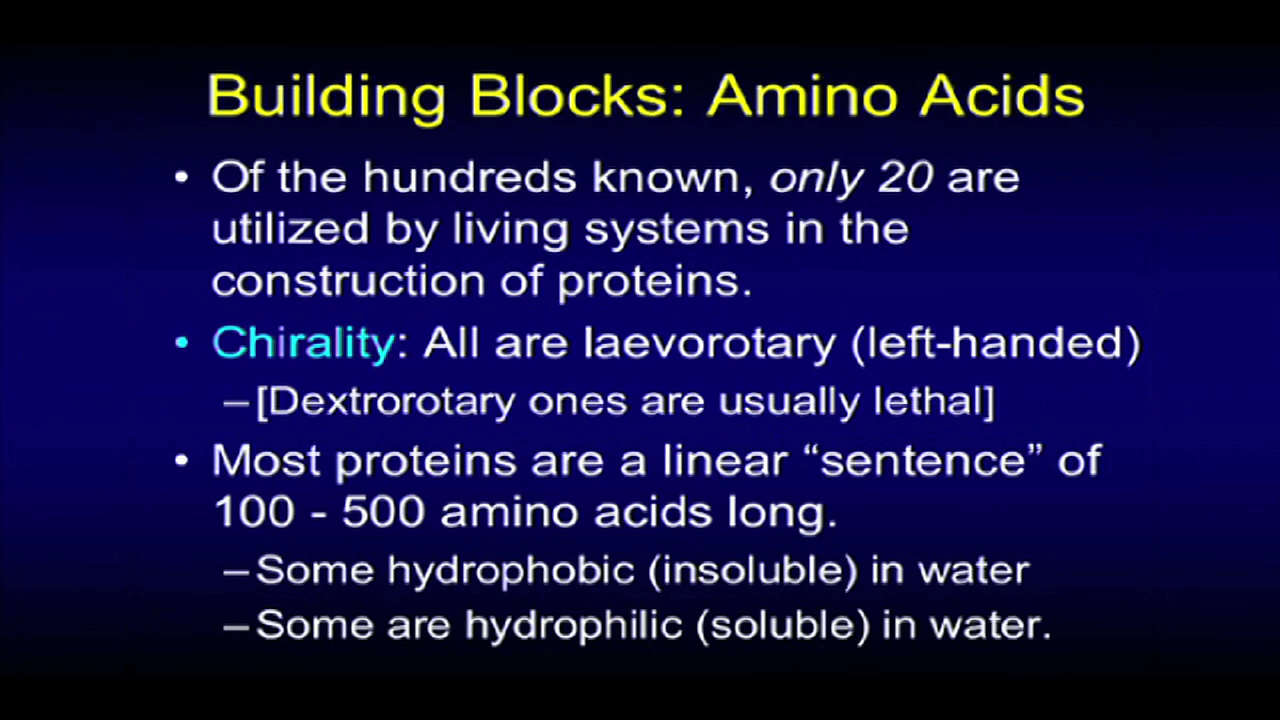 Building Blocks: Amino Acids
• Of the hundreds known, only 20 are
utilized by living systems in the
construction of proteins.
• Chirality: All are laevorotary (left-handed)
–[Dextrorotary ones are usually lethal]
• Most proteins are a linear “sentence” of
100 - 500 amino acids long.
–Some hydrophobic (insoluble) in water
–Some are hydrophilic (soluble) in water.